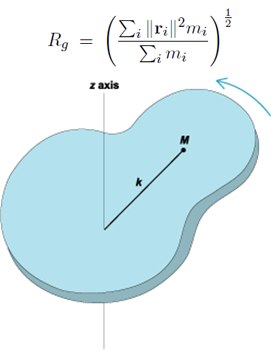 R_g = \left( \frac{\sum_i \|\mathbf{r}_i\|^2 m_i}{\sum_i m_i} \right)^{\frac{1}{2}}
z axis
M
k